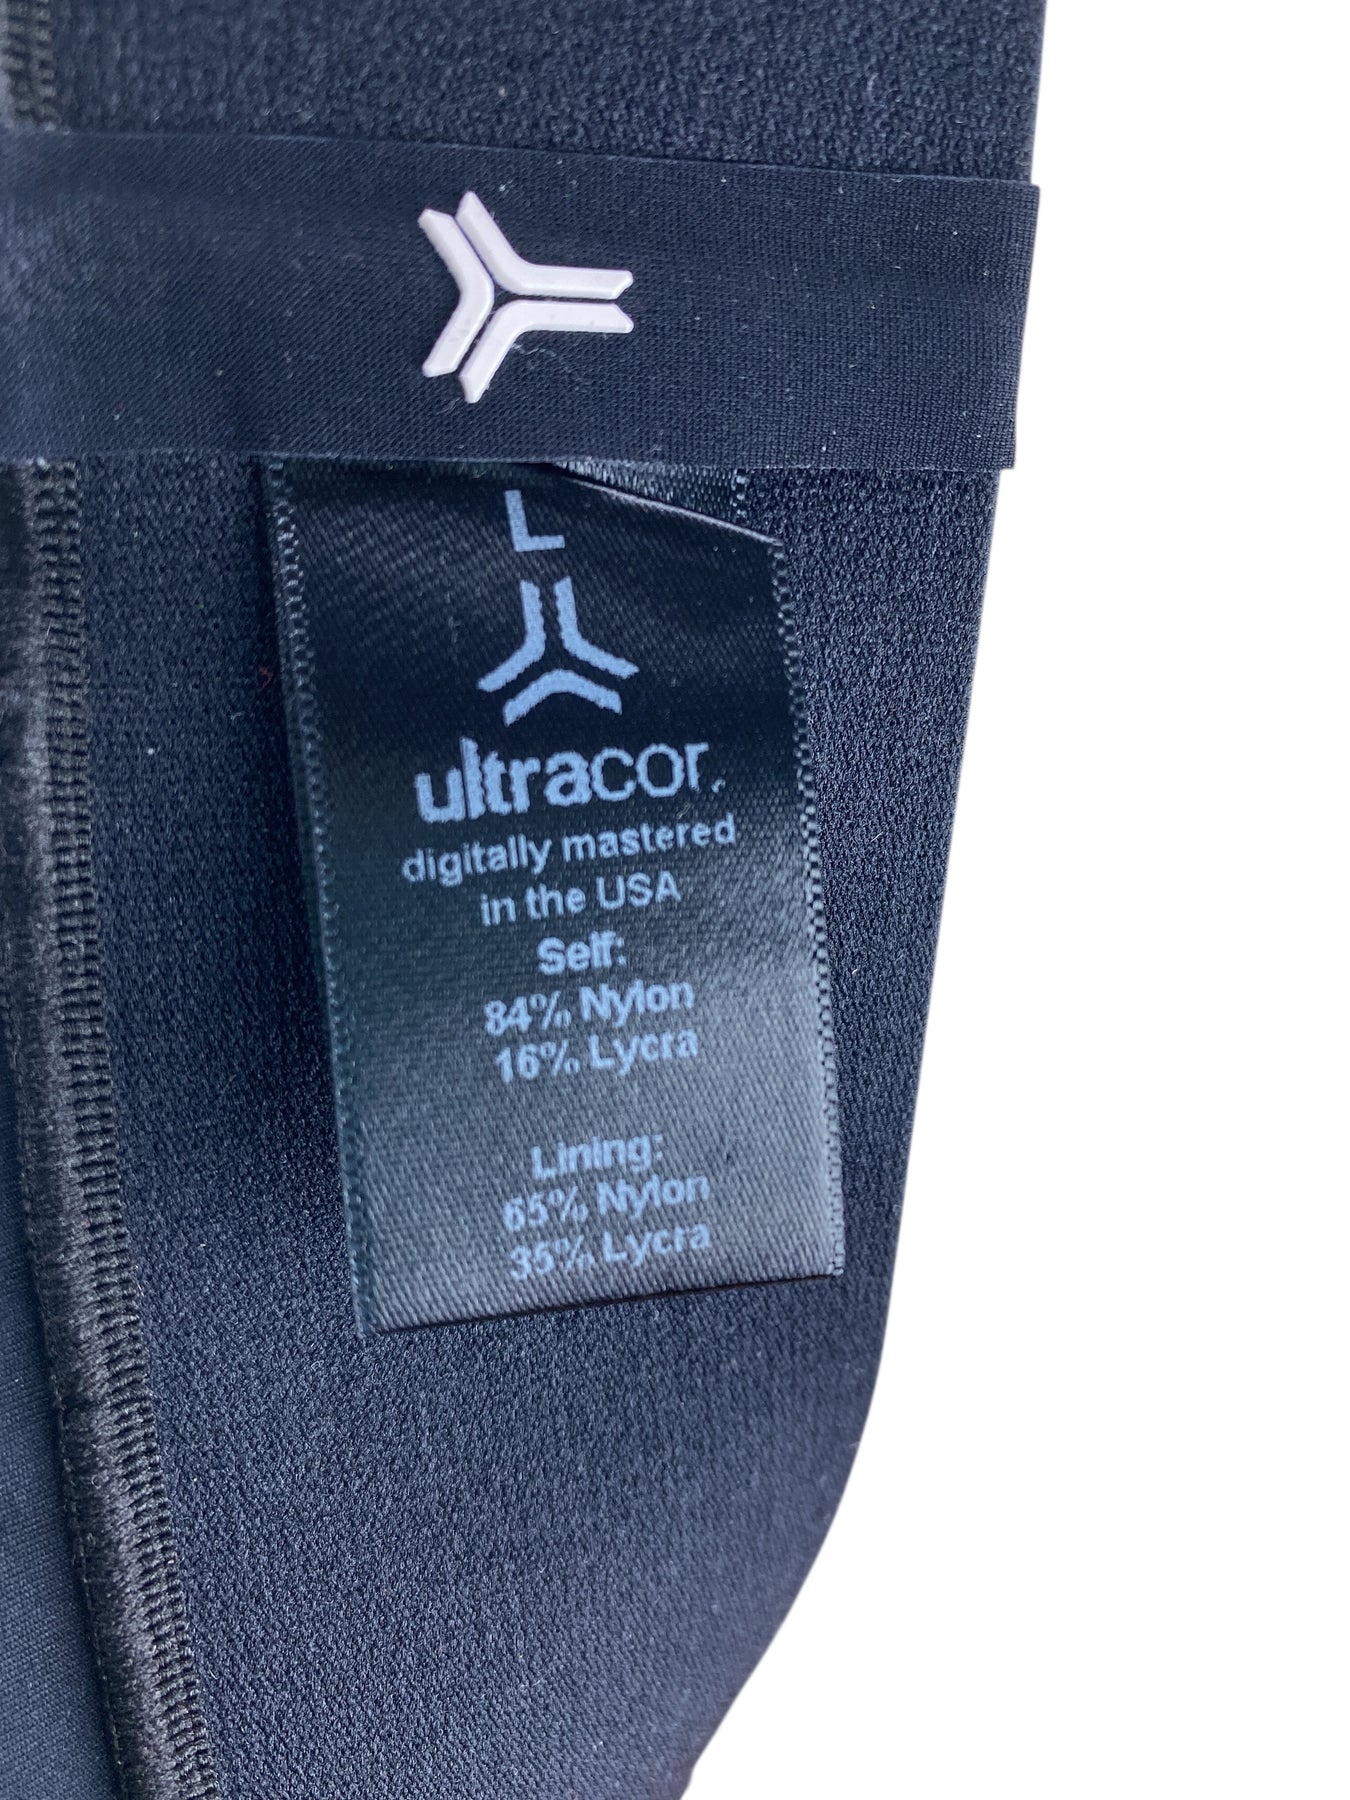 L
ultracor.
digitally mastered
in the USA
Self:
84% Nylon
16% Lycra
Lining:
65% Nylon
35% Lycra